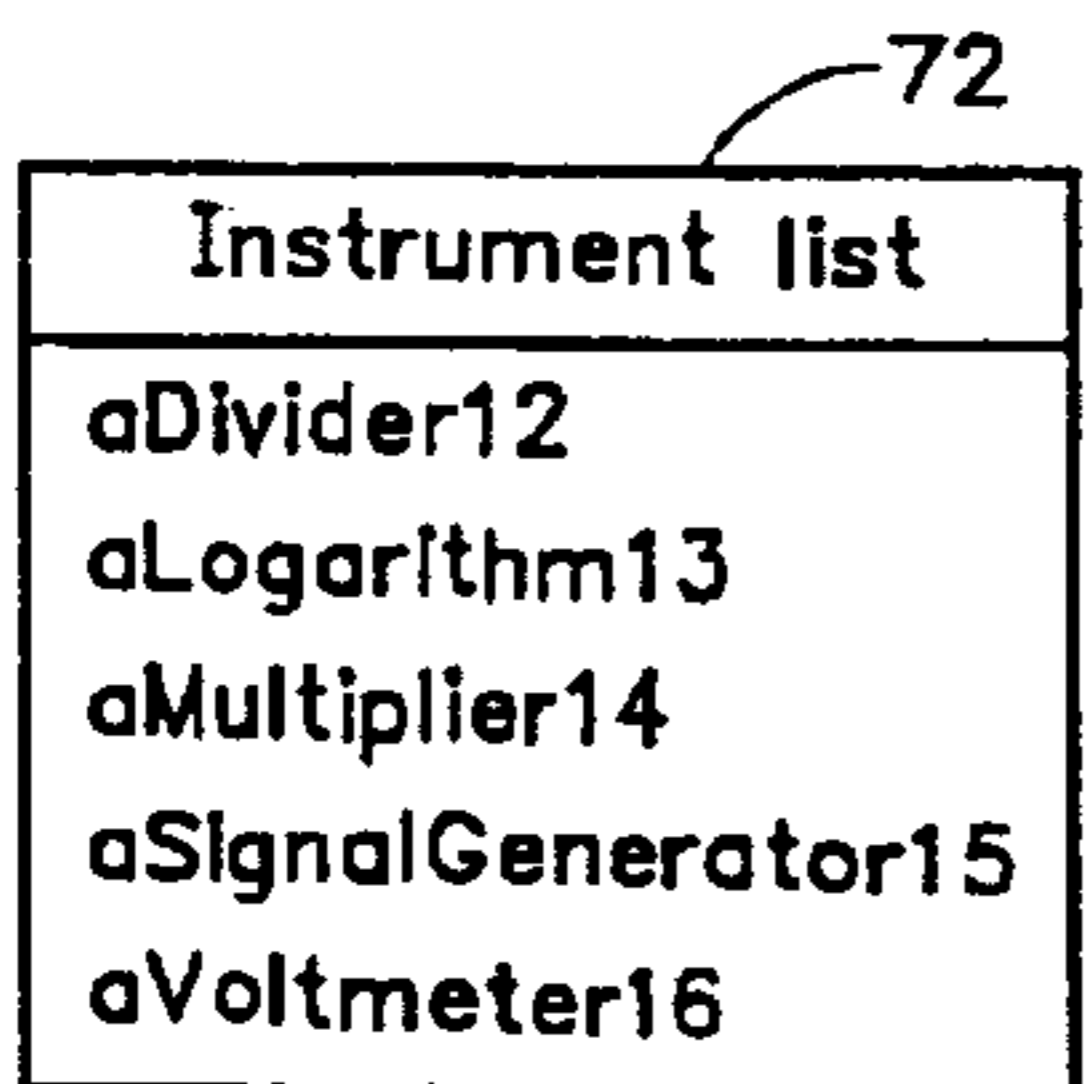 72
Instrument list
aDivider12
aLogarithm13
aMultiplier14
aSignalGenerator15
aVoltmeter16